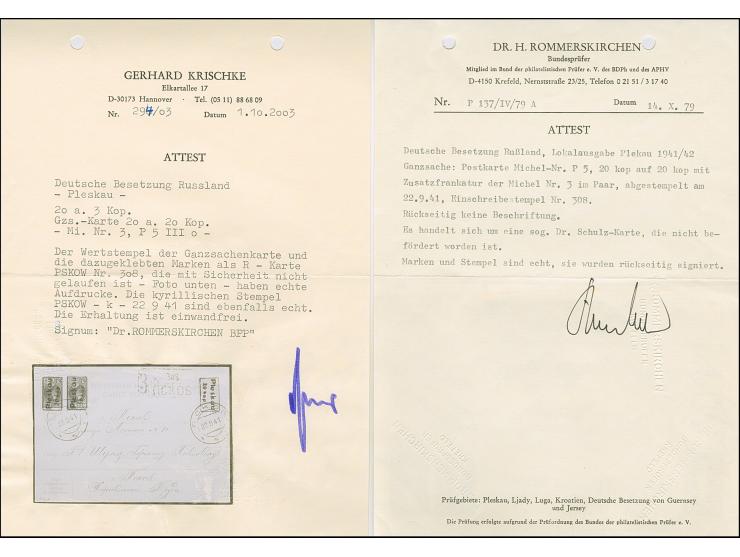 GERHARD KRISCHKE
Elkartallee 17
D-30173 Hannover · Tel. (05 11) 88 68 09
Nr. 294/03 Datum 1.10.2003
ATTEST
Deutsche Besetzung Russland
- Pleskau -
2o a. 3 Kop.
Gzs.-Karte 2o a. 2o Kop.
- Mi. Nr. 3, P 5 III o -
Der Wertstempel der Ganzsachenkarte und
die dazugeklebten Marken als R - Karte
PSKOW Nr. 3o8, die mit Sicherheit nicht
gelaufen ist - Foto unten - haben echte
Aufdrucke. Die kyrillischen Stempel
PSKOW - k - 22 9 41 sind ebenfalls echt.
Die Erhaltung ist einwandfrei.
Signum: "Dr.ROMMERSKIRCHEN BPP"
Pleskau
20 kop
DR. H. ROMMERSKIRCHEN
Bundesprüfer
Mitglied im Bund der philatelistischen Prüfer e. V. des BDPh und des APHV
D-4150 Krefeld, Nernststraße 23/25, Telefon 0 21 51 / 3 17 40
Nr. P 137/IV/79 A Datum 14. X. 79
ATTEST
Deutsche Besetzung Rußland, Lokalausgabe Plekau 1941/42
Ganzsache: Postkarte Michel-Nr. P 5, 20 kop auf 20 kop mit
Zusatzfrankatur der Michel Nr. 3 im Paar, abgestempelt am
22.9.41, Einschreibestempel Nr. 308.
Rückseitig keine Beschriftung.
Es handelt sich um eine sog. Dr. Schulz-Karte, die nicht be-
fördert worden ist.
Marken und Stempel sind echt, sie wurden rückseitig signiert.
Prüfgebiete: Pleskau, Ljady, Luga, Kroatien, Deutsche Besetzung von Guernsey
und Jersey
Die Prüfung erfolgte aufgrund der Prüfordnung des Bundes der philatelistischen Prüfer e. V.